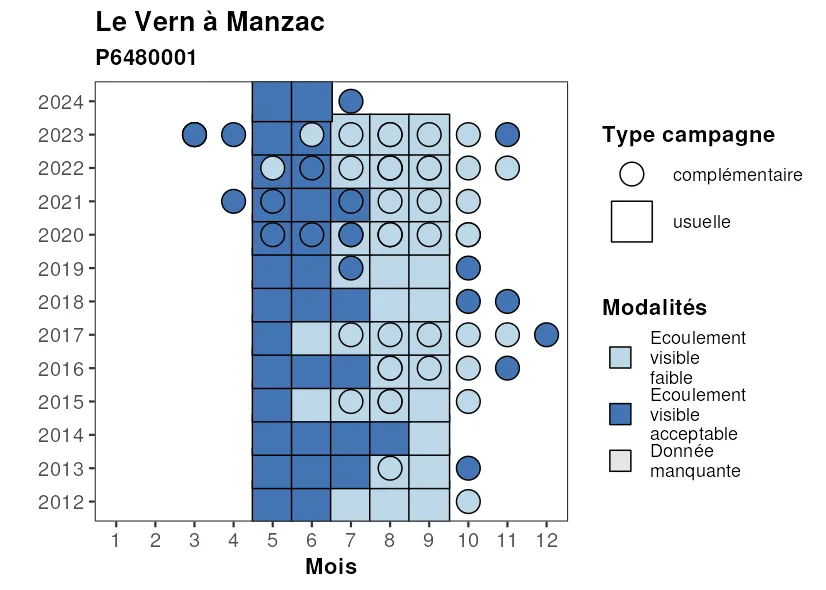 Le Vern à Manzac
P6480001
2024
2023
2022
2021
2020
2019
2018
2017
2016
2015
2014
2013
2012
1 2 3 4 5 6 7 8 9 10 11 12
Mois
Type campagne
complémentaire
usuelle
Modalités
Ecoulement
visible
faible
Ecoulement
visible
acceptable
Donnée
manquante